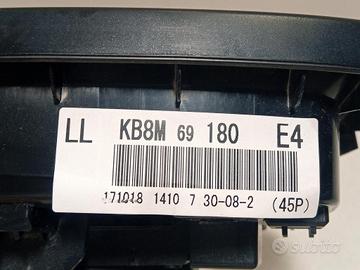 LL KB8M 69 180 E4
171018 1410 7 30-08-2 (45P)
subito